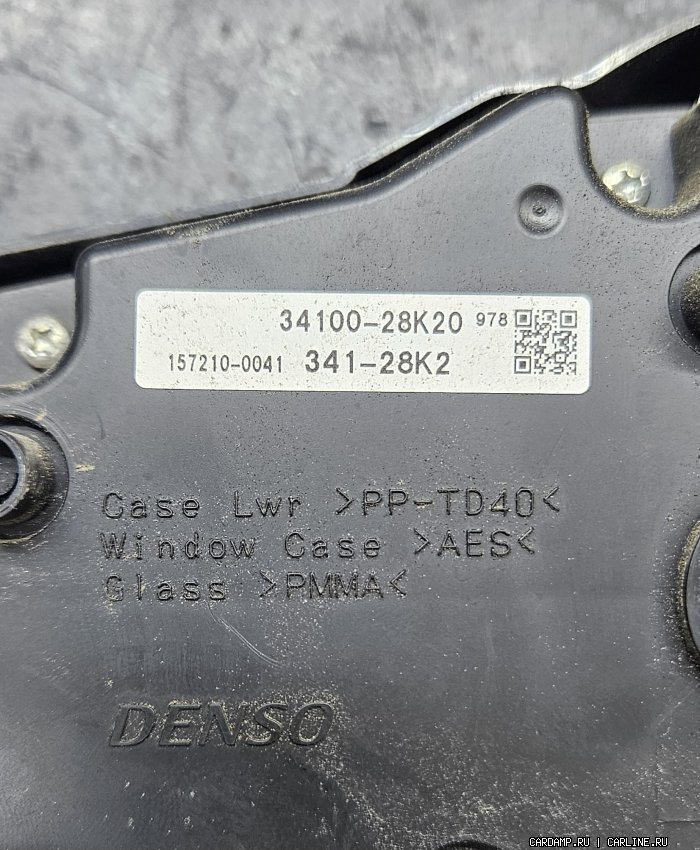 34100-28K20 978
157210-0041 341-28K2
Case Lwr >PP-TD40<
Window Case >AES<
Glass >PMMA<
DENSO
CARDAMP.RU | CARLINE.RU